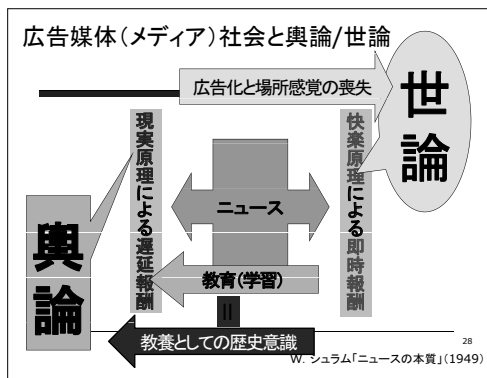 広告媒体(メディア)社会と輿論/世論
広告化と場所感覚の喪失
世論
現実原理による遅延報酬
快楽原理による即時報酬
ニュース
輿論
教育(学習)
=
教養としての歴史意識
28
W. シュラム「ニュースの本質」(1949)